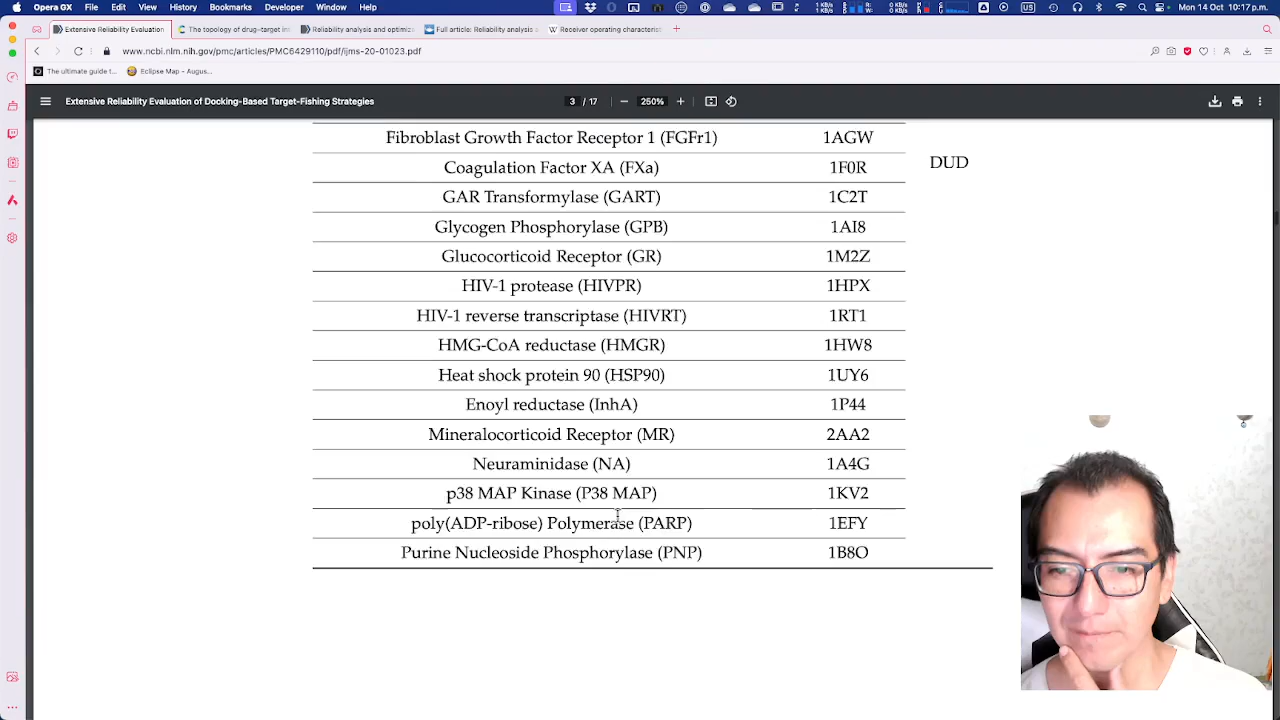 Opera GX File Edit View History Bookmarks Developer Window Help
1 KB/s 0 KB/s Mon 14 Oct 10:17 p.m.
Extensive Reliability Evaluation The topology of drug–target in Reliability analysis and optimiz Full article: Reliability analysis Receiver operating characteris
www.ncbi.nlm.nih.gov/pmc/articles/PMC6429110/pdf/ijms-20-01023.pdf
The ultimate guide t... Eclipse Map - Augus...
Extensive Reliability Evaluation of Docking-Based Target-Fishing Strategies 3 / 17 250%
Fibroblast Growth Factor Receptor 1 (FGFr1) 1AGW
DUD
Coagulation Factor XA (FXa) 1F0R
GAR Transformylase (GART) 1C2T
Glycogen Phosphorylase (GPB) 1AI8
Glucocorticoid Receptor (GR) 1M2Z
HIV-1 protease (HIVPR) 1HPX
HIV-1 reverse transcriptase (HIVRT) 1RT1
HMG-CoA reductase (HMGR) 1HW8
Heat shock protein 90 (HSP90) 1UY6
Enoyl reductase (InhA) 1P44
Mineralocorticoid Receptor (MR) 2AA2
Neuraminidase (NA) 1A4G
p38 MAP Kinase (P38 MAP) 1KV2
poly(ADP-ribose) Polymerase (PARP) 1EFY
Purine Nucleoside Phosphorylase (PNP) 1B8O